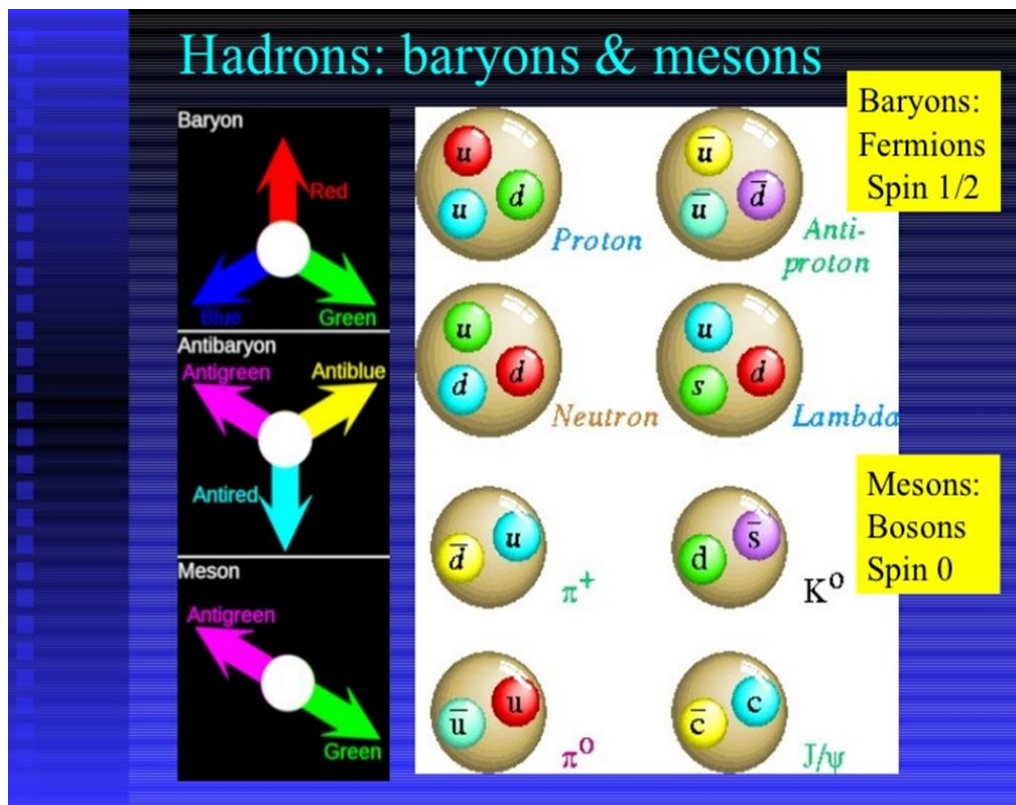 Hadrons: baryons & mesons
Baryon
Red
Blue
Green
Antibaryon
Antigreen
Antiblue
Antired
Meson
Antigreen
Green
u
u
d
Proton
u̅
u̅
d̅
Anti-
proton
u
d
d
Neutron
u
s
d
Lambda
d̅
u
π⁺
d
s̅
K⁰
u̅
u
π⁰
c̅
c
J/ψ
Baryons:
Fermions
Spin 1/2
Mesons:
Bosons
Spin 0